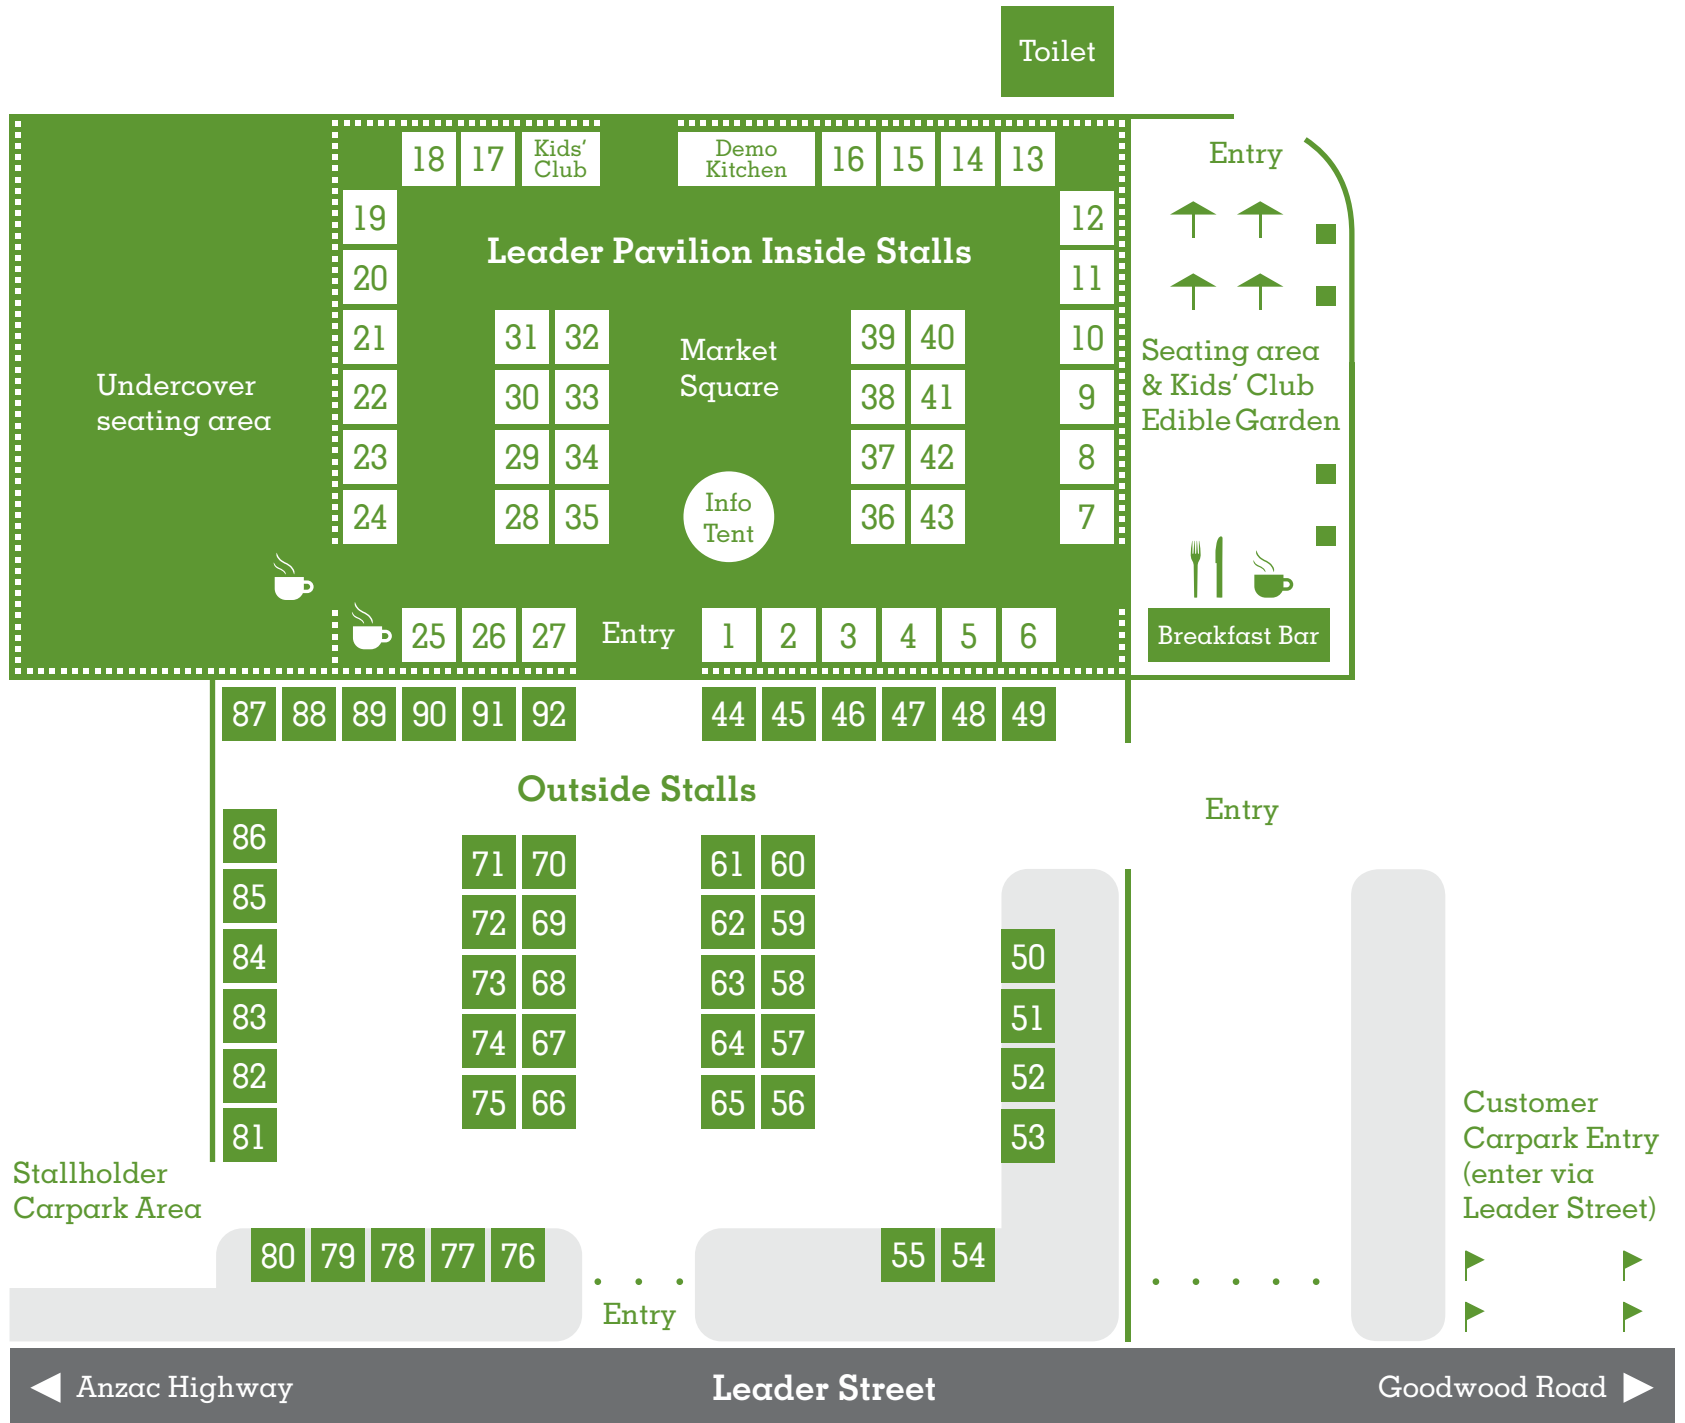 Toilet
Entry
18 17 Kids’ Club
Demo Kitchen 16 15 14 13
19
12
Leader Pavilion Inside Stalls
20
11
21
31 32
Market
Square
39 40
10
Seating area
& Kids’ Club
Edible Garden
Undercover
seating area
22
30 33
38 41
9
23
29 34
37 42
8
24
28 35
Info
Tent
36 43
7
25 26 27
Entry
1 2 3 4 5 6
Breakfast Bar
87 88 89 90 91 92
44 45 46 47 48 49
Outside Stalls
Entry
86
71 70
61 60
85
72 69
62 59
84
73 68
63 58
50
83
74 67
64 57
51
82
75 66
65 56
52
81
53
Stallholder
Carpark Area
Customer
Carpark Entry
(enter via
Leader Street)
80 79 78 77 76
55 54
Entry
Anzac Highway
Leader Street
Goodwood Road